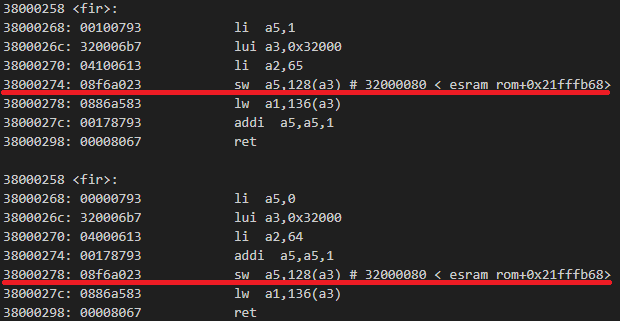 38000258 <fir>:
38000268: 00100793 li a5,1
3800026c: 320006b7 lui a3,0x32000
38000270: 04100613 li a2,65
38000274: 08f6a023 sw a5,128(a3) # 32000080 < esram rom+0x21fffb68>
38000278: 0886a583 lw a1,136(a3)
3800027c: 00178793 addi a5,a5,1
38000298: 00008067 ret
38000258 <fir>:
38000268: 00000793 li a5,0
3800026c: 320006b7 lui a3,0x32000
38000270: 04000613 li a2,64
38000274: 00178793 addi a5,a5,1
38000278: 08f6a023 sw a5,128(a3) # 32000080 < esram rom+0x21fffb68>
3800027c: 0886a583 lw a1,136(a3)
38000298: 00008067 ret